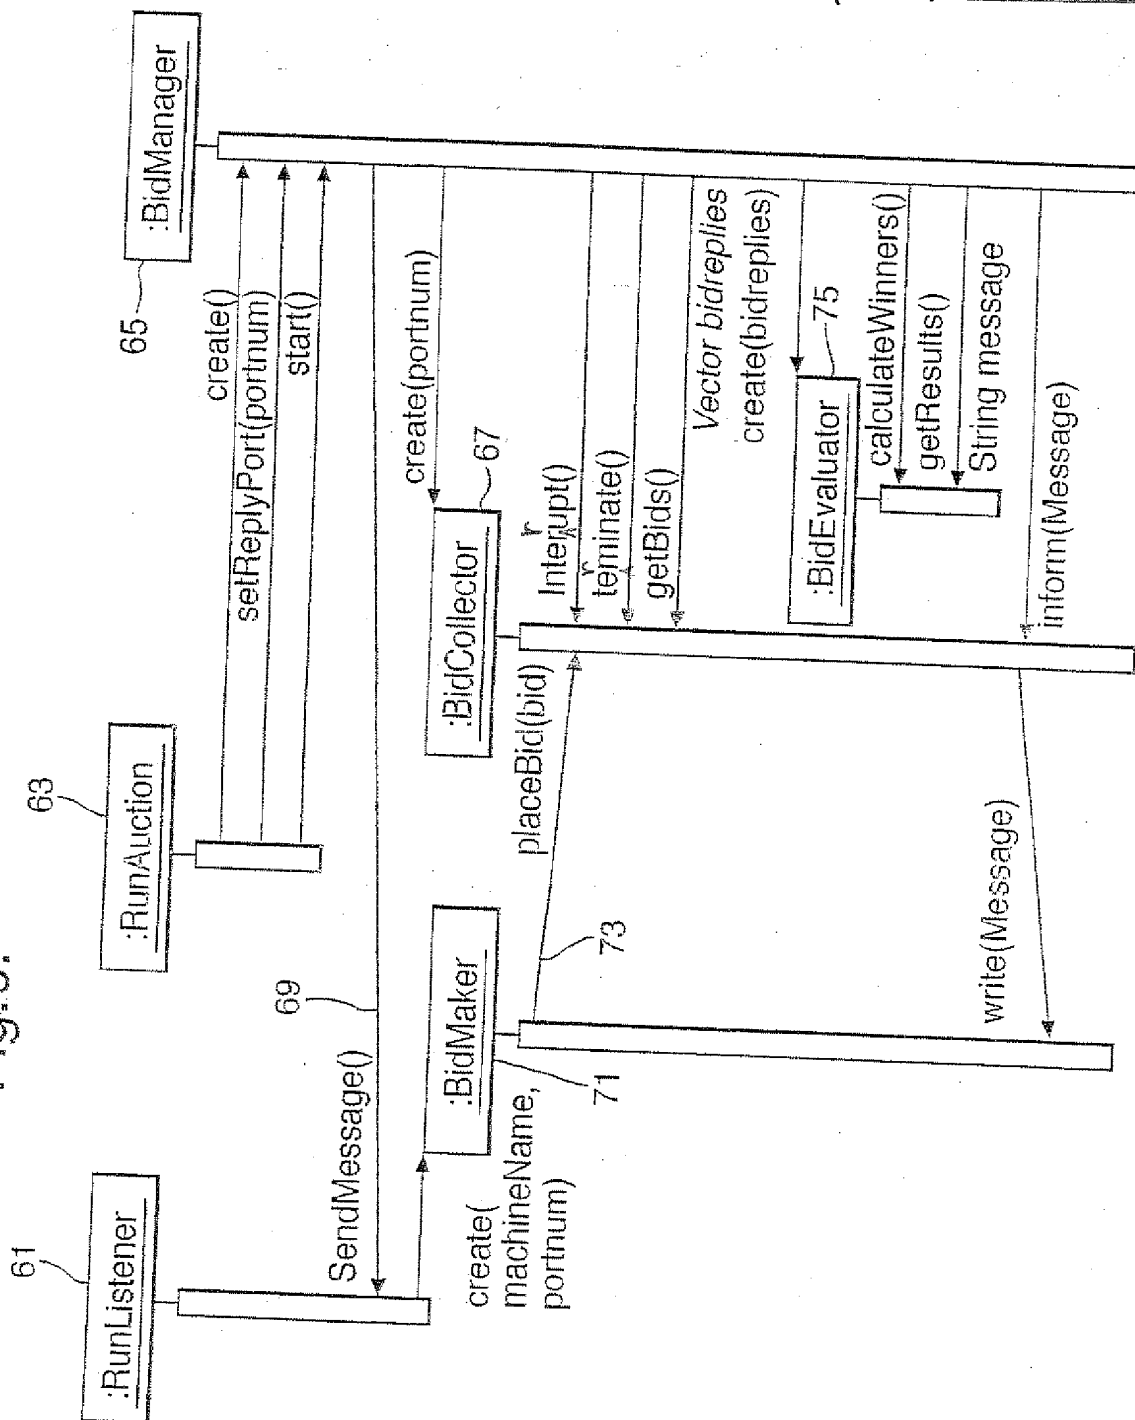 61
:RunListener
63
:RunAuction
65
:BidManager
create()
setReplyPort(portnum)
start()
SendMessage()
69
create(portnum)
create(
machineName,
portnum)
:BidMaker
71
:BidCollector
67
placeBid(bid)
73
Interupt()
r
teminate()
r
getBids()
Vector bidreplies
create(bidreplies)
:BidEvaluator
75
calculateWinners()
getResults()
String message
inform(Message)
write(Message)